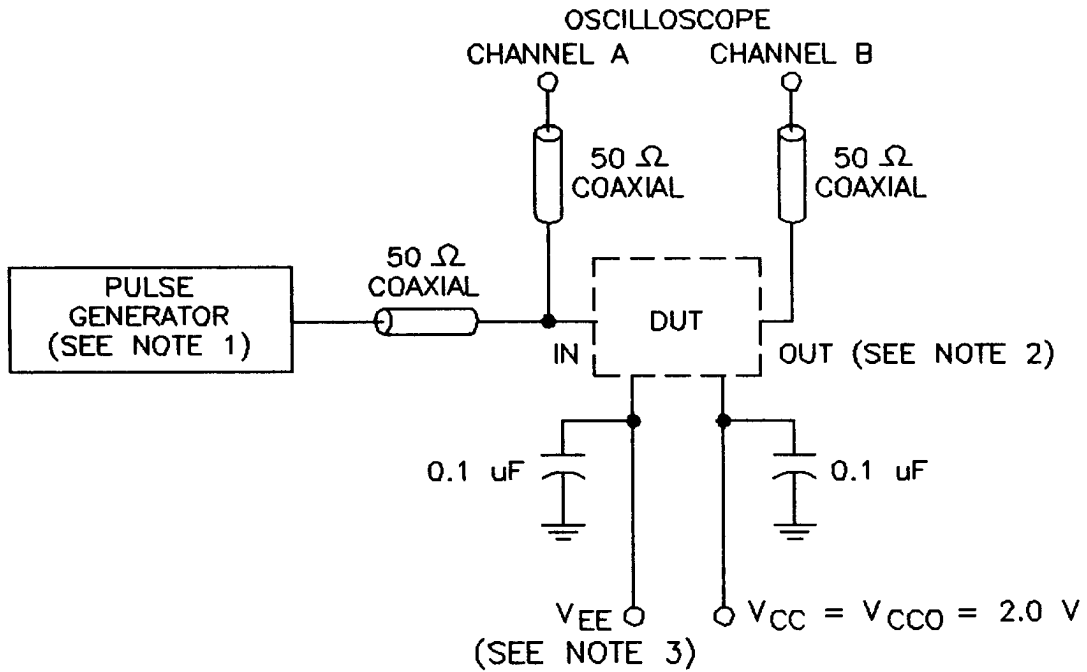 OSCILLOSCOPE
CHANNEL A
CHANNEL B
50 Ω
COAXIAL
50 Ω
COAXIAL
50 Ω
COAXIAL
PULSE
GENERATOR
(SEE NOTE 1)
DUT
IN
OUT (SEE NOTE 2)
0.1 uF
0.1 uF
VEE
VCC = VCCO = 2.0 V
(SEE NOTE 3)